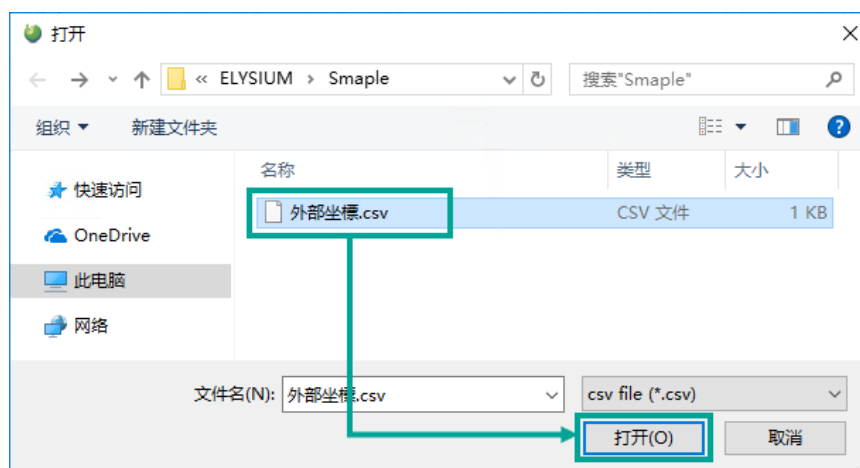 打开
« ELYSIUM › Smaple
搜索"Smaple"
组织
新建文件夹
名称
类型
大小
快速访问
外部坐標.csv
CSV 文件
1 KB
OneDrive
此电脑
网络
文件名(N):
外部坐標.csv
csv file (*.csv)
打开(O)
取消